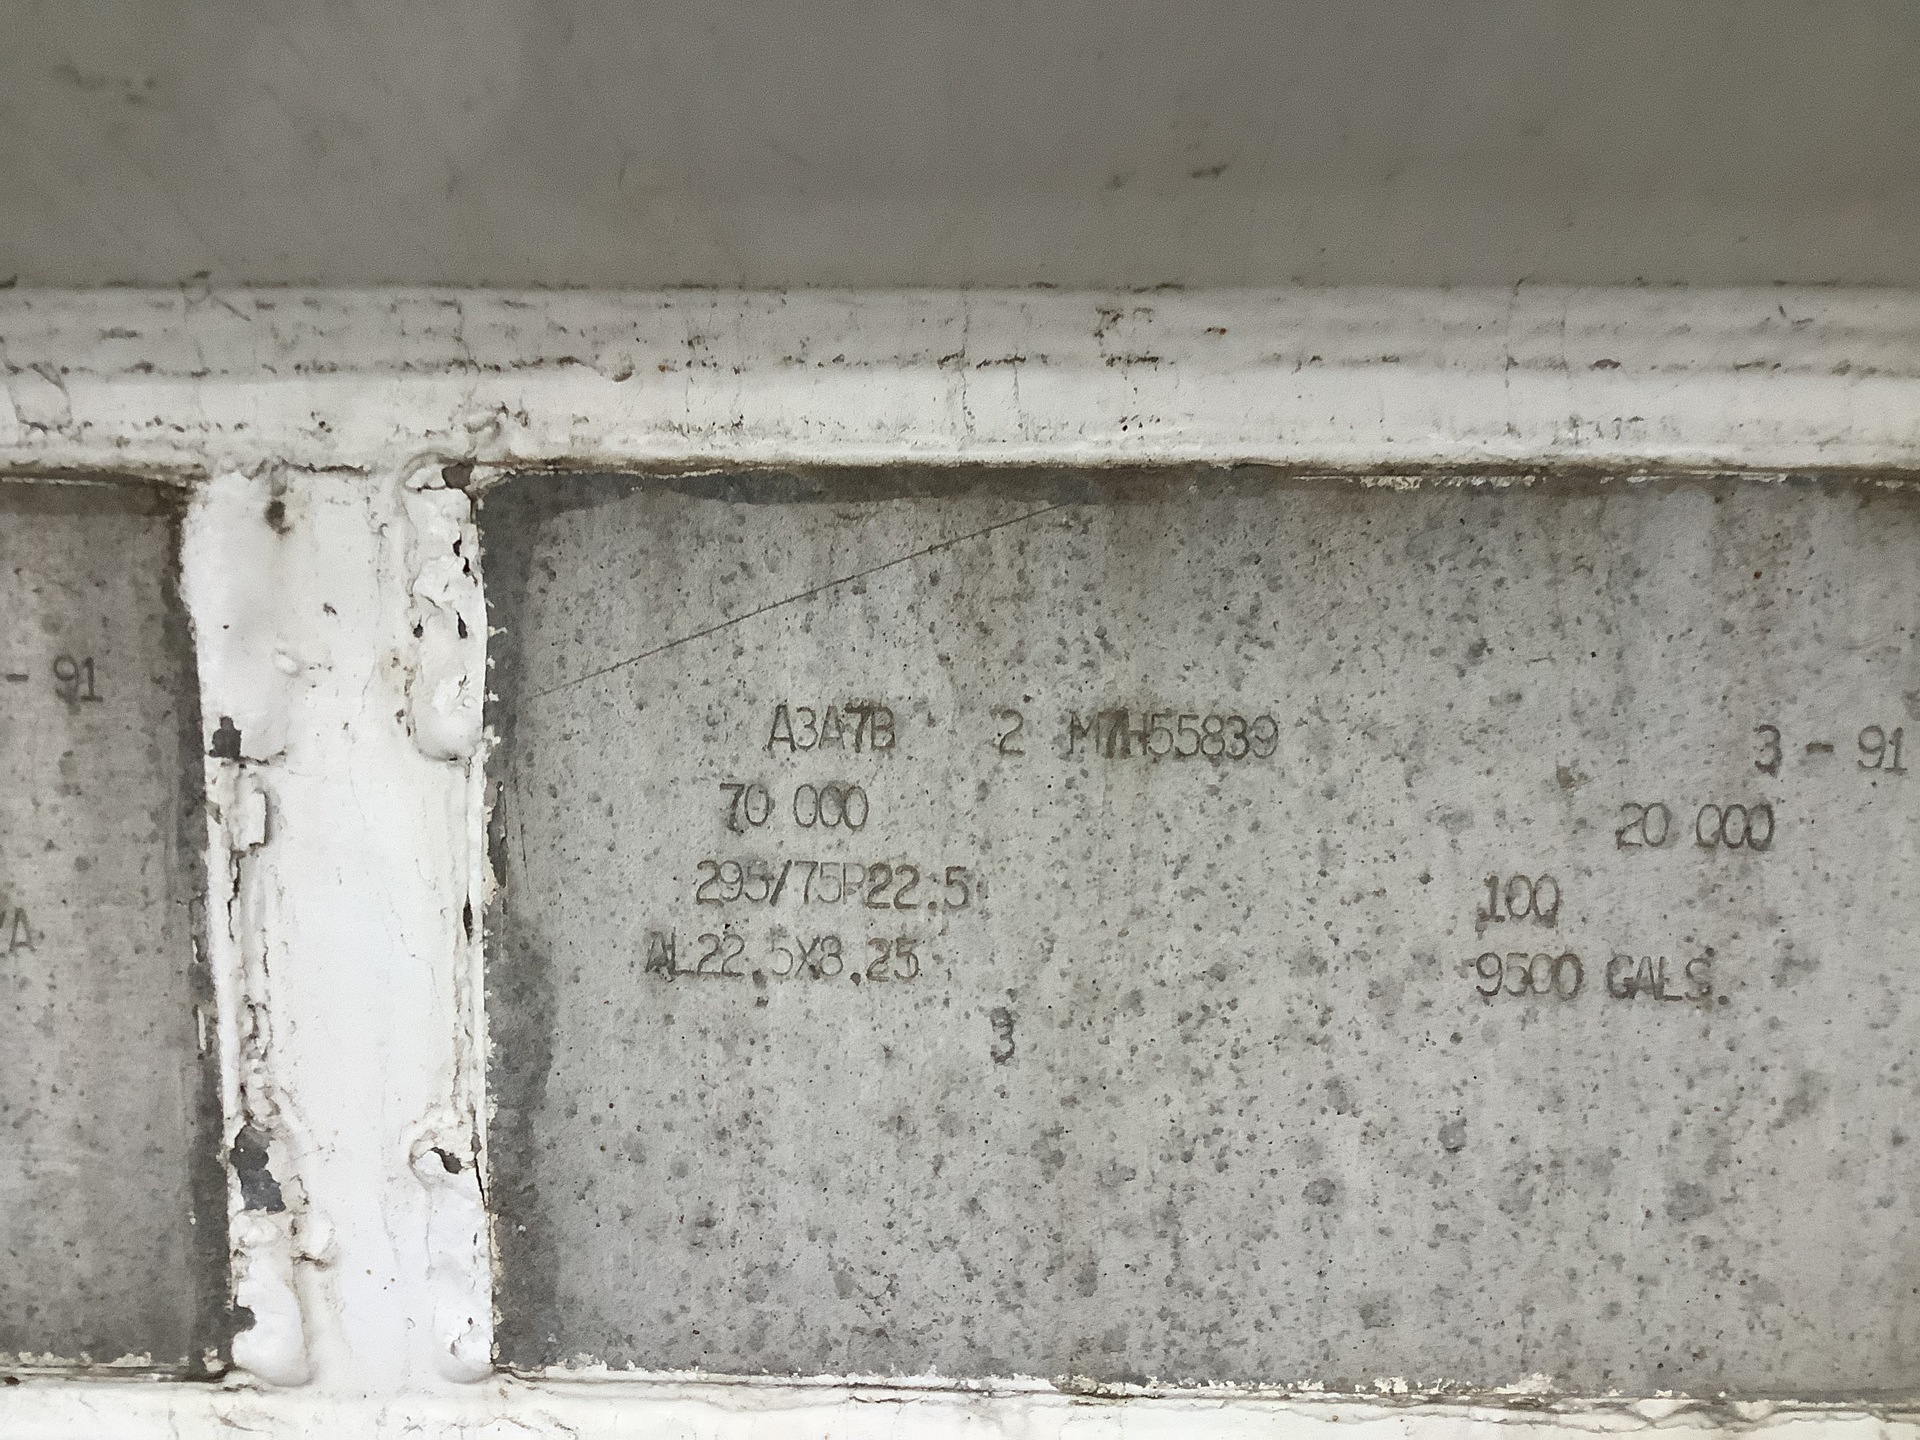 - 91
A3A7B 2 M7H55839 3 - 91
70 000 20 000
295/75R22.5 100
AL22.5X8.25 9500 GALS.
3